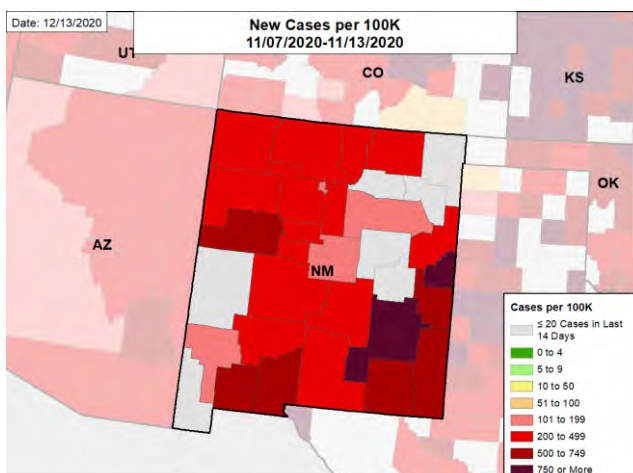 Date: 12/13/2020
New Cases per 100K
11/07/2020-11/13/2020
UT
CO
KS
OK
AZ
NM
Cases per 100K
≤ 20 Cases in Last
14 Days
0 to 4
5 to 9
10 to 50
51 to 100
101 to 199
200 to 499
500 to 749
750 or More